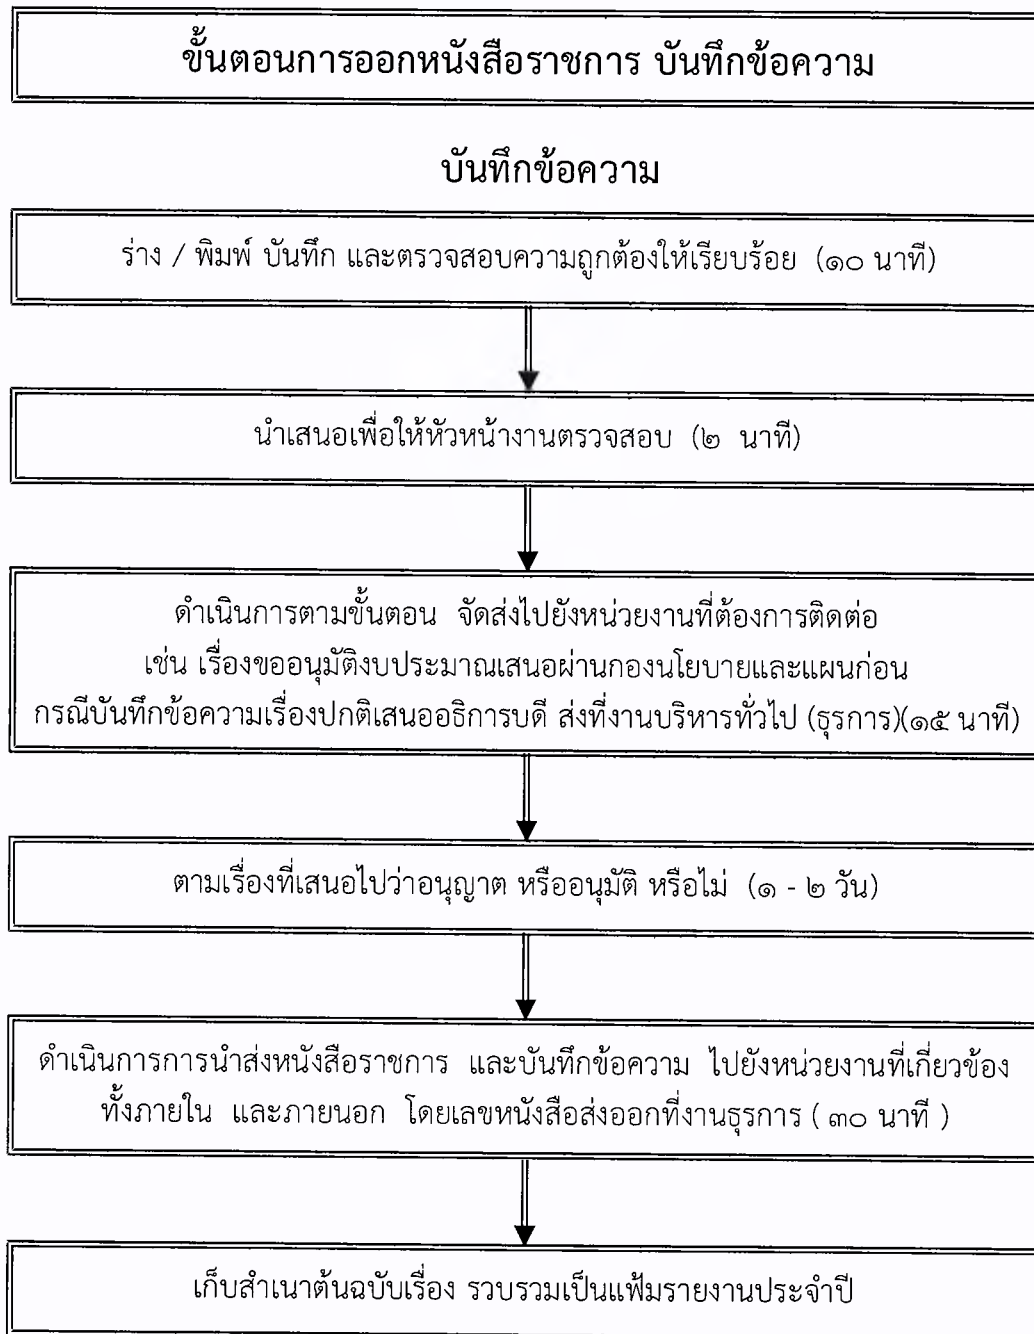 ขั้นตอนการออกหนังสือราชการ บันทึกข้อความ
บันทึกข้อความ
ร่าง / พิมพ์ บันทึก และตรวจสอบความถูกต้องให้เรียบร้อย (๑๐ นาที)
นำเสนอเพื่อให้หัวหน้างานตรวจสอบ (๒ นาที)
ดำเนินการตามขั้นตอน จัดส่งไปยังหน่วยงานที่ต้องการติดต่อ
เช่น เรื่องขออนุมัติงบประมาณเสนอผ่านกองนโยบายและแผนก่อน
กรณีบันทึกข้อความเรื่องปกติเสนออธิการบดี ส่งที่งานบริหารทั่วไป (ธุรการ)(๑๕ นาที)
ตามเรื่องที่เสนอไปว่าอนุญาต หรืออนุมัติ หรือไม่ (๑ - ๒ วัน)
ดำเนินการการนำส่งหนังสือราชการ และบันทึกข้อความ ไปยังหน่วยงานที่เกี่ยวข้อง
ทั้งภายใน และภายนอก โดยเลขหนังสือส่งออกที่งานธุรการ ( ๓๐ นาที )
เก็บสำเนาต้นฉบับเรื่อง รวบรวมเป็นแฟ้มรายงานประจำปี